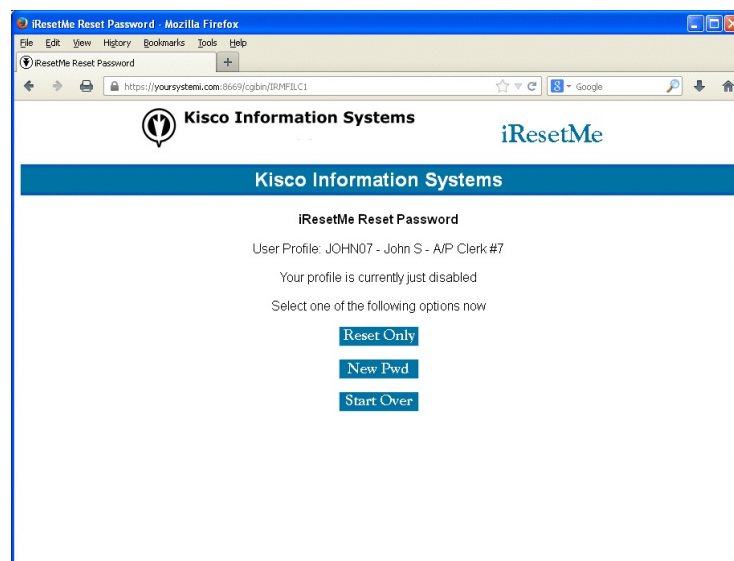 iResetMe Reset Password - Mozilla Firefox
File Edit View History Bookmarks Tools Help
iResetMe Reset Password +
https://yoursystemi.com:8669/cgibin/IRMFILC1 8 Google
Kisco Information Systems
iResetMe
Kisco Information Systems
iResetMe Reset Password
User Profile: JOHN07 - John S - A/P Clerk #7
Your profile is currently just disabled
Select one of the following options now
Reset Only
New Pwd
Start Over